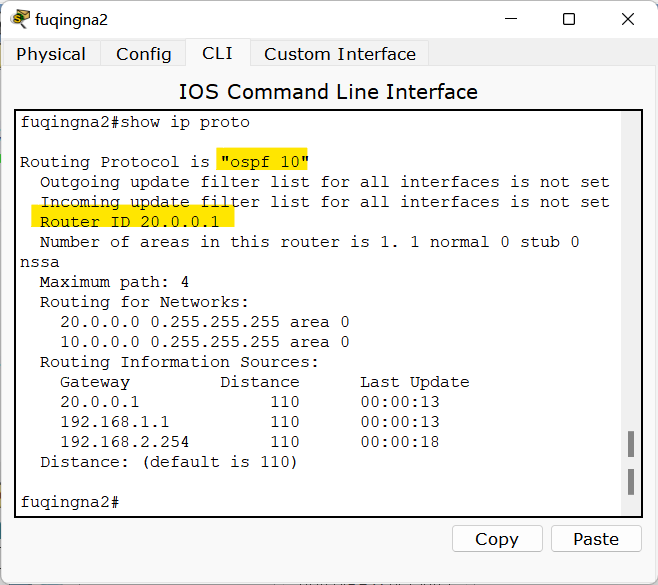 fuqingna2
Physical Config CLI Custom Interface
IOS Command Line Interface
fuqingna2#show ip proto
Routing Protocol is "ospf 10"
Outgoing update filter list for all interfaces is not set
Incoming update filter list for all interfaces is not set
Router ID 20.0.0.1
Number of areas in this router is 1. 1 normal 0 stub 0
nssa
Maximum path: 4
Routing for Networks:
20.0.0.0 0.255.255.255 area 0
10.0.0.0 0.255.255.255 area 0
Routing Information Sources:
Gateway Distance Last Update
20.0.0.1 110 00:00:13
192.168.1.1 110 00:00:13
192.168.2.254 110 00:00:18
Distance: (default is 110)
fuqingna2#
Copy Paste